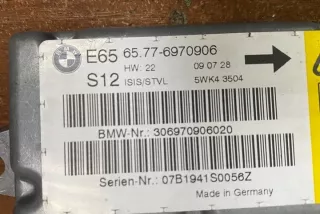 E65 65.77-6970906
HW. 22 09 07 28
S12 ISIS/STVL 5WK4 3504
BMW-Nr.: 306970906020
Serien-Nr.: 07B1941S0056Z
Made in Germany